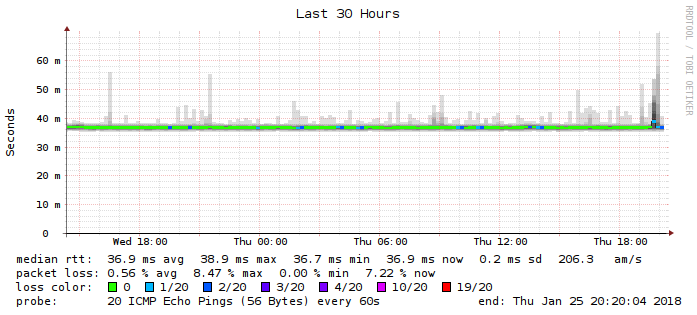 Last 30 Hours
RRDTOOL / TOBI OETIKER
Seconds
60 m
50 m
40 m
30 m
20 m
10 m
0
Wed 18:00 Thu 00:00 Thu 06:00 Thu 12:00 Thu 18:00
median rtt: 36.9 ms avg 38.9 ms max 36.7 ms min 36.9 ms now 0.2 ms sd 206.3 am/s
packet loss: 0.56 % avg 8.47 % max 0.00 % min 7.22 % now
loss color: 0 1/20 2/20 3/20 4/20 10/20 19/20
probe: 20 ICMP Echo Pings (56 Bytes) every 60s end: Thu Jan 25 20:20:04 2018